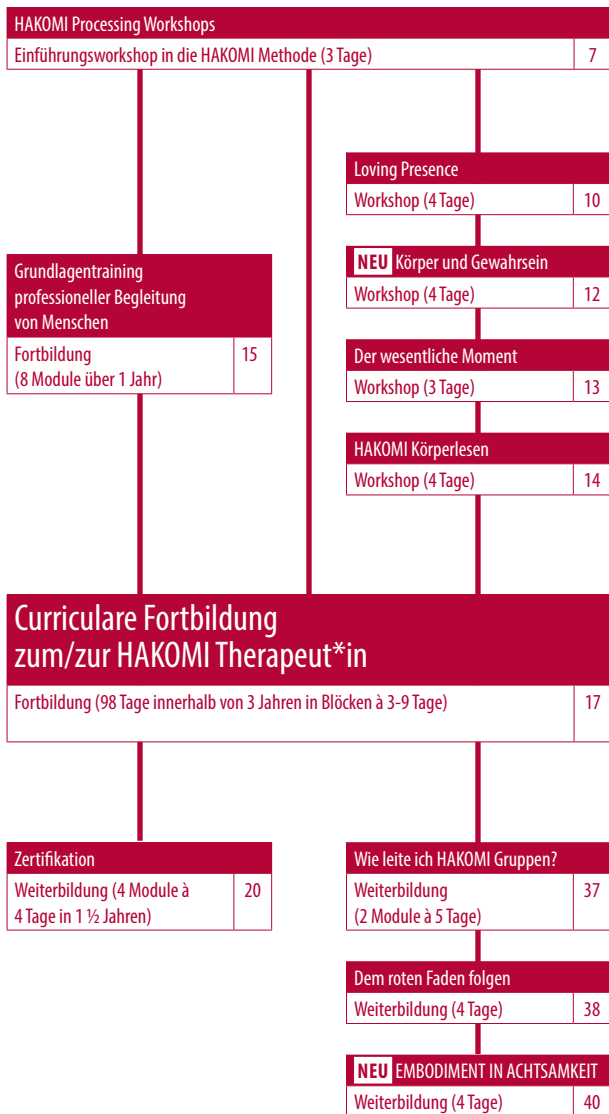 HAKOMI Processing Workshops
Einführungsworkshop in die HAKOMI Methode (3 Tage) 7
Loving Presence
Workshop (4 Tage) 10
NEU Körper und Gewahrsein
Workshop (4 Tage) 12
Grundlagentraining
professioneller Begleitung
von Menschen
Fortbildung 15
(8 Module über 1 Jahr)
Der wesentliche Moment
Workshop (3 Tage) 13
HAKOMI Körperlesen
Workshop (4 Tage) 14
Curriculare Fortbildung
zum/zur HAKOMI Therapeut*in
Fortbildung (98 Tage innerhalb von 3 Jahren in Blöcken à 3-9 Tage) 17
Zertifikation
Weiterbildung (4 Module à 20
4 Tage in 1 ½ Jahren)
Wie leite ich HAKOMI Gruppen?
Weiterbildung 37
(2 Module à 5 Tage)
Dem roten Faden folgen
Weiterbildung (4 Tage) 38
NEU EMBODIMENT IN ACHTSAMKEIT
Weiterbildung (4 Tage) 40